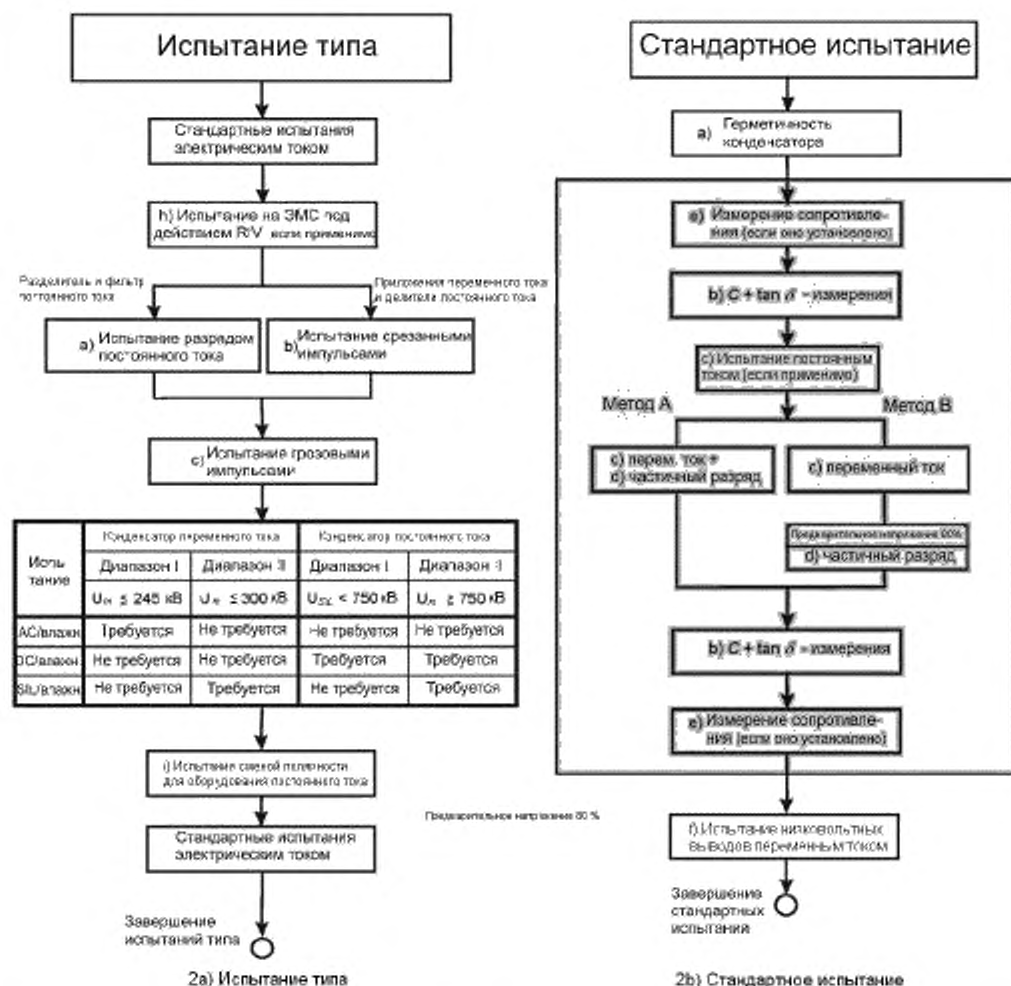 Испытание типа
Стандартные испытания
электрическим током
h) Испытание на ЭМС под
действием RIV если применимо
Разделитель и фильтр
постоянного тока
Приложения переменного тока
и делители постоянного тока
a) Испытание разрядом
постоянного тока
b) Испытание срезанными
импульсами
c) Испытание грозовыми
импульсами
Испы
тание
Конденсатор переменного тока
Конденсатор постоянного тока
Диапазон I
Диапазон II
Диапазон I
Диапазон II
≤ 245 кВ
≤ 300 кВ
< 750 кВ
≥ 750 кВ
AC/влажн
Требуется
Не требуется
Не требуется
Не требуется
DC/влажн
Не требуется
Не требуется
Требуется
Требуется
SIL/влажн
Не требуется
Требуется
Не требуется
Требуется
i) Испытания сменой полярности
для оборудования постоянного тока
Стандартные испытания
электрическим током
Завершение
испытаний типа
2a) Испытание типа
Предварительное напряжение 80 %
Стандартное испытание
a) Герметичность
конденсатора
e) Измерение сопротивле-
ния (если оно установлено)
b) C + tan δ – измерения
c) Испытание постоянным
током (если применимо)
Метод A
Метод B
c) перем. ток +
d) частичный разряд
c) переменный ток
Предварительное напряжение 80%
d) частичный разряд
b) C + tan δ – измерения
e) Измерение сопротивле-
ния (если оно установлено)
f) Испытание низковольтных
выводов переменным током
Завершение
стандартных
испытаний
2b) Стандартное испытание